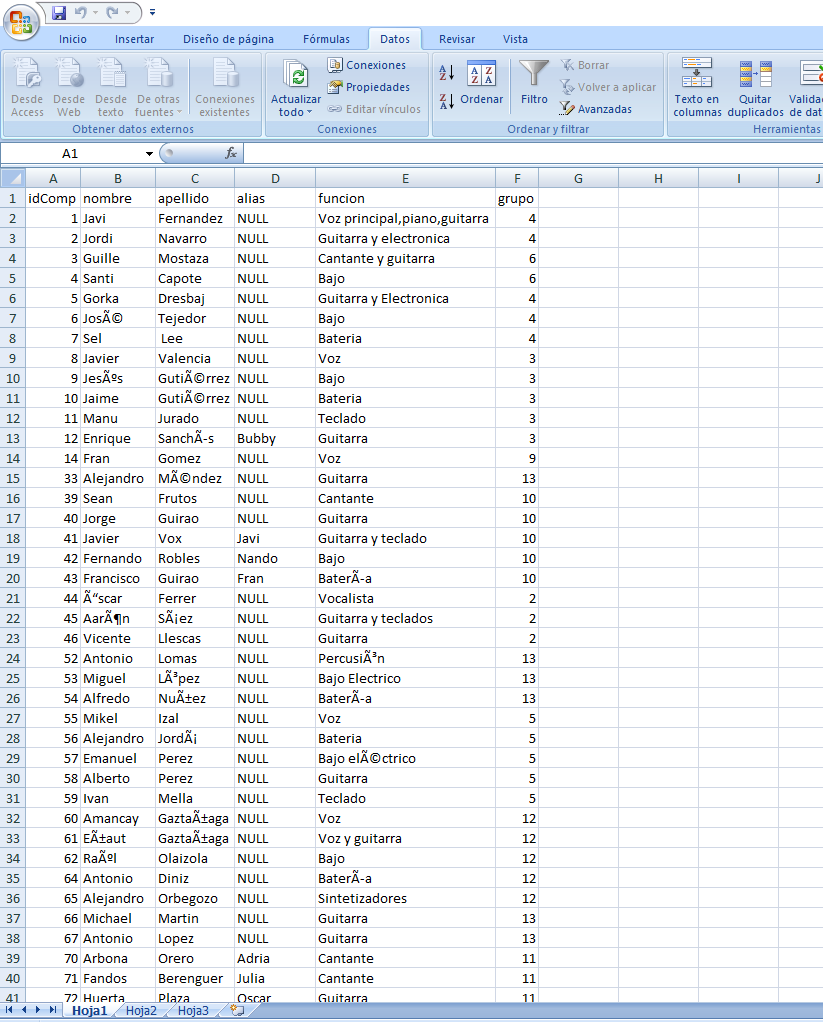 Inicio Insertar Diseño de página Fórmulas Datos Revisar Vista
Desde Access Desde Web Desde texto De otras fuentes Conexiones existentes Actualizar todo Conexiones Propiedades Editar vínculos Ordenar Filtro Borrar Volver a aplicar Avanzadas Texto en columnas Quitar duplicados Valida de dat
Obtener datos externos Conexiones Ordenar y filtrar Herramientas
A1 fx
A B C D E F G H I J
1 idComp nombre apellido alias funcion grupo
2 1 Javi Fernandez NULL Voz principal,piano,guitarra 4
3 2 Jordi Navarro NULL Guitarra y electronica 4
4 3 Guille Mostaza NULL Cantante y guitarra 6
5 4 Santi Capote NULL Bajo 6
6 5 Gorka Dresbaj NULL Guitarra y Electronica 4
7 6 JosÃ© Tejedor NULL Bajo 4
8 7 Sel Lee NULL Bateria 4
9 8 Javier Valencia NULL Voz 3
10 9 JesÃºs GutiÃ©rrez NULL Bajo 3
11 10 Jaime GutiÃ©rrez NULL Bateria 3
12 11 Manu Jurado NULL Teclado 3
13 12 Enrique SanchÃ-s Bubby Guitarra 3
14 14 Fran Gomez NULL Voz 9
15 33 Alejandro MÃ©ndez NULL Guitarra 13
16 39 Sean Frutos NULL Cantante 10
17 40 Jorge Guirao NULL Guitarra 10
18 41 Javier Vox Javi Guitarra y teclado 10
19 42 Fernando Robles Nando Bajo 10
20 43 Francisco Guirao Fran BaterÃ-a 10
21 44 Ã“scar Ferrer NULL Vocalista 2
22 45 AarÃ¶n SÃ¡ez NULL Guitarra y teclados 2
23 46 Vicente Llescas NULL Guitarra 2
24 52 Antonio Lomas NULL PercusiÃ³n 13
25 53 Miguel LÃ³pez NULL Bajo Electrico 13
26 54 Alfredo NuÃ±ez NULL BaterÃ-a 13
27 55 Mikel Izal NULL Voz 5
28 56 Alejandro JordÃ¡ NULL Bateria 5
29 57 Emanuel Perez NULL Bajo elÃ©ctrico 5
30 58 Alberto Perez NULL Guitarra 5
31 59 Ivan Mella NULL Teclado 5
32 60 Amancay GaztaÃ±aga NULL Voz 12
33 61 EÃ±aut GaztaÃ±aga NULL Voz y guitarra 12
34 62 RaÃºl Olaizola NULL Bajo 12
35 64 Antonio Diniz NULL BaterÃ-a 12
36 65 Alejandro Orbegozo NULL Sintetizadores 12
37 66 Michael Martin NULL Guitarra 13
38 67 Antonio Lopez NULL Guitarra 13
39 70 Arbona Orero Adria Cantante 11
40 71 Fandos Berenguer Julia Cantante 11
41 72 Huerta Plaza Oscar Guitarra 11
Hoja1 Hoja2 Hoja3